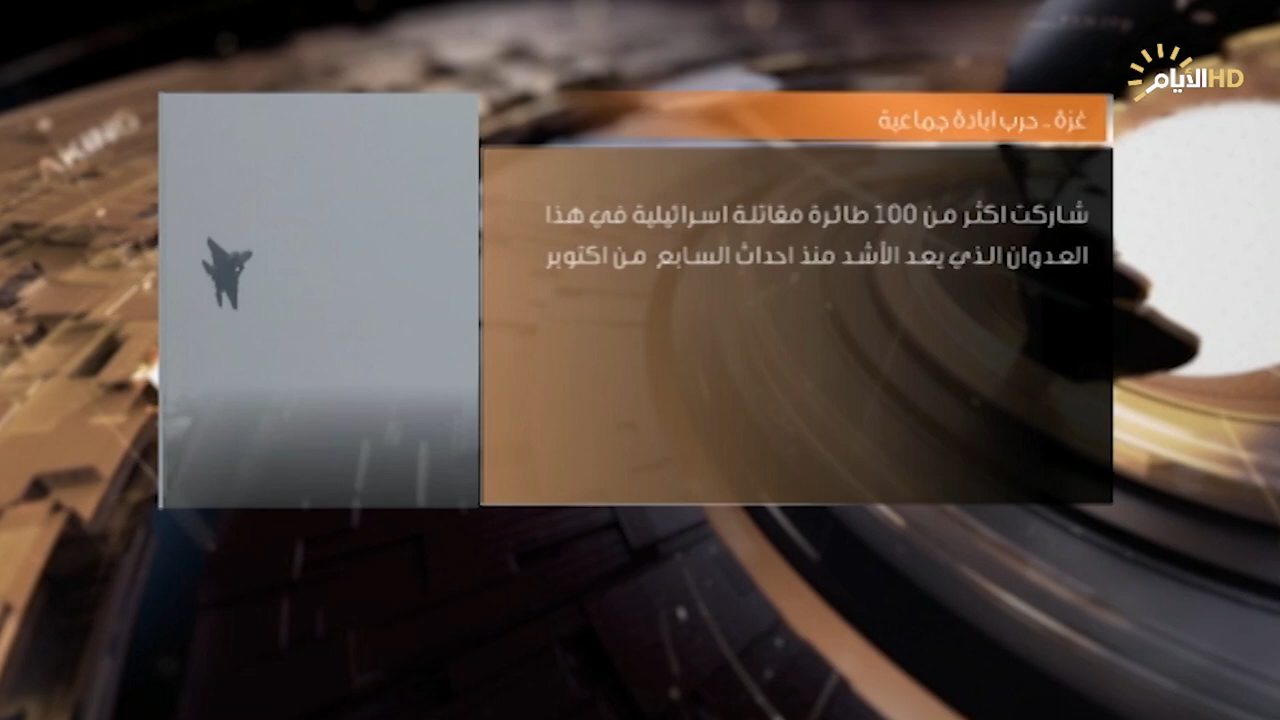 الأيام HD
غزة .. حرب ابادة جماعية
شاركت اكثر من 100 طائرة مقاتلة اسرائيلية في هذا
العدوان الذي يعد الأشد منذ احداث السابع من اكتوبر